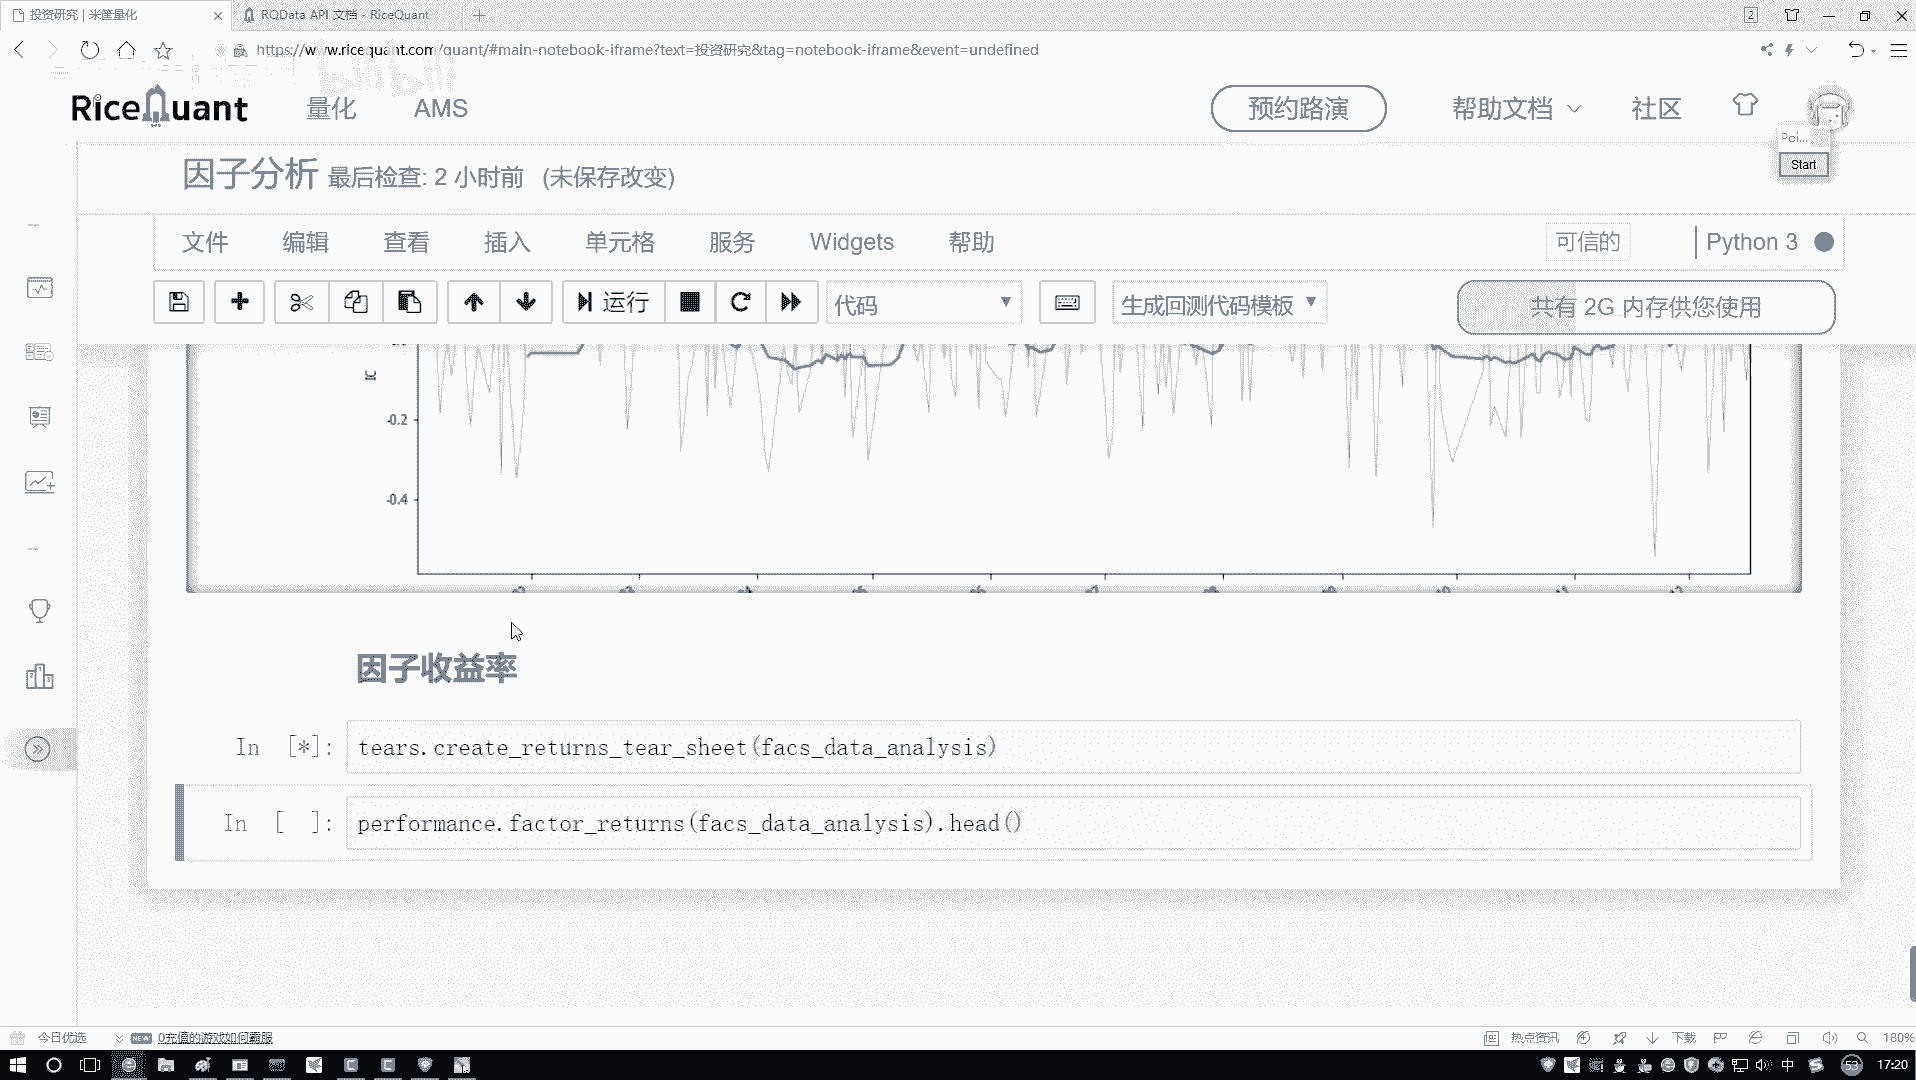 投资研究 | 米筐量化
RQData API 文档 - RiceQuant
2
https://www.ricequant.com/quant/#main-notebook-iframe?text=投资研究&tag=notebook-iframe&event=undefined
RiceQuant
量化
AMS
预约路演
帮助文档
社区
Poi...
Start
因子分析 最后检查: 2 小时前 (未保存改变)
文件 编辑 查看 插入 单元格 服务 Widgets 帮助
可信的
Python 3
运行
代码
生成回测代码模板
共有 2G 内存供您使用
IC
-0.2
-0.4
因子收益率
In [*]: tears.create_returns_tear_sheet(facs_data_analysis)
In [ ]: performance.factor_returns(facs_data_analysis).head()
今日优选
NEW
0充值的游戏如何霸服
热点资讯
下载
180%
中
53
17:20